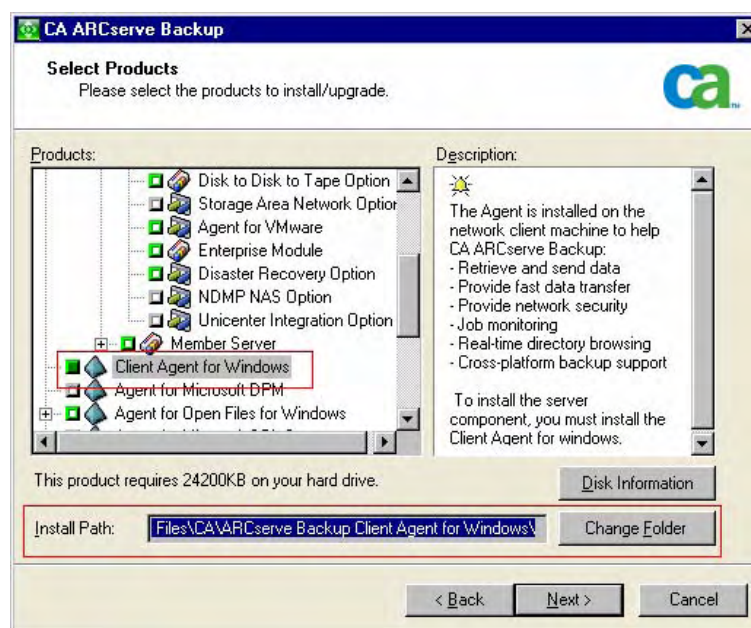 CA ARCserve Backup
Select Products
Please select the products to install/upgrade.
ca
Products:
Disk to Disk to Tape Option
Storage Area Network Option
Agent for VMware
Enterprise Module
Disaster Recovery Option
NDMP NAS Option
Unicenter Integration Option
Member Server
Client Agent for Windows
Agent for Microsoft DPM
Agent for Open Files for Windows
Description:
The Agent is installed on the
network client machine to help
CA ARCserve Backup:
- Retrieve and send data
- Provide fast data transfer
- Provide network security
- Job monitoring
- Real-time directory browsing
- Cross-platform backup support
To install the server
component, you must install the
Client Agent for windows.
This product requires 24200KB on your hard drive.
Disk Information
Install Path:
Files\CA\ARCserve Backup Client Agent for Windows\
Change Folder
< Back
Next >
Cancel